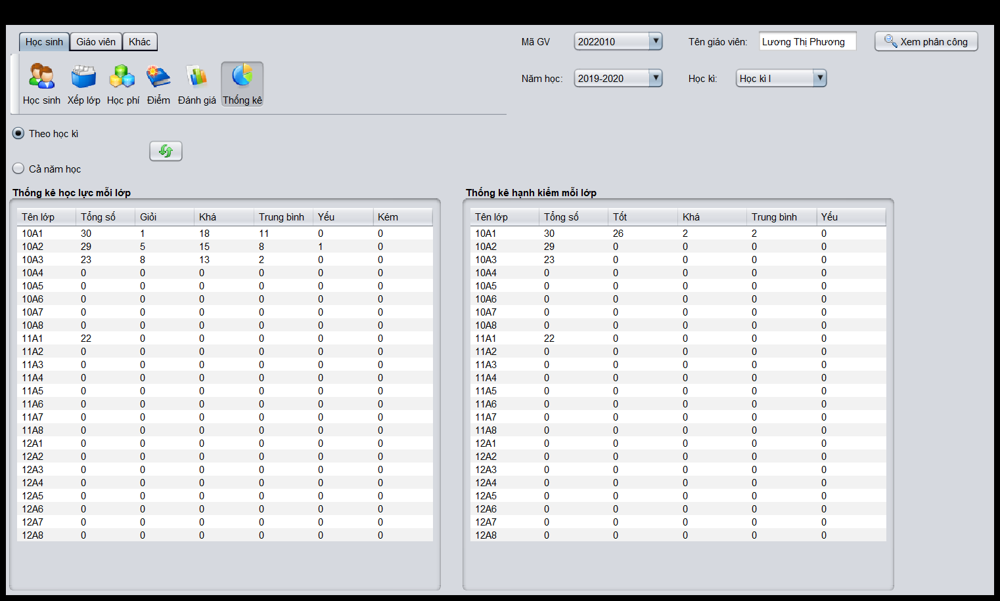 Học sinh Giáo viên Khác
Mã GV 2022010 Tên giáo viên: Lương Thị Phương Xem phân công
Năm học: 2019-2020 Học kì: Học kì I
Học sinh Xếp lớp Học phí Điểm Đánh giá Thống kê
Theo học kì
Cả năm học
Thống kê học lực mỗi lớp
Tên lớp Tổng số Giỏi Khá Trung bình Yếu Kém
10A1 30 1 18 11 0 0
10A2 29 5 15 8 1 0
10A3 23 8 13 2 0 0
10A4 0 0 0 0 0 0
10A5 0 0 0 0 0 0
10A6 0 0 0 0 0 0
10A7 0 0 0 0 0 0
10A8 0 0 0 0 0 0
11A1 22 0 0 0 0 0
11A2 0 0 0 0 0 0
11A3 0 0 0 0 0 0
11A4 0 0 0 0 0 0
11A5 0 0 0 0 0 0
11A6 0 0 0 0 0 0
11A7 0 0 0 0 0 0
11A8 0 0 0 0 0 0
12A1 0 0 0 0 0 0
12A2 0 0 0 0 0 0
12A3 0 0 0 0 0 0
12A4 0 0 0 0 0 0
12A5 0 0 0 0 0 0
12A6 0 0 0 0 0 0
12A7 0 0 0 0 0 0
12A8 0 0 0 0 0 0
Thống kê hạnh kiểm mỗi lớp
Tên lớp Tổng số Tốt Khá Trung bình Yếu
10A1 30 26 2 2 0
10A2 29 0 0 0 0
10A3 23 0 0 0 0
10A4 0 0 0 0 0
10A5 0 0 0 0 0
10A6 0 0 0 0 0
10A7 0 0 0 0 0
10A8 0 0 0 0 0
11A1 22 0 0 0 0
11A2 0 0 0 0 0
11A3 0 0 0 0 0
11A4 0 0 0 0 0
11A5 0 0 0 0 0
11A6 0 0 0 0 0
11A7 0 0 0 0 0
11A8 0 0 0 0 0
12A1 0 0 0 0 0
12A2 0 0 0 0 0
12A3 0 0 0 0 0
12A4 0 0 0 0 0
12A5 0 0 0 0 0
12A6 0 0 0 0 0
12A7 0 0 0 0 0
12A8 0 0 0 0 0